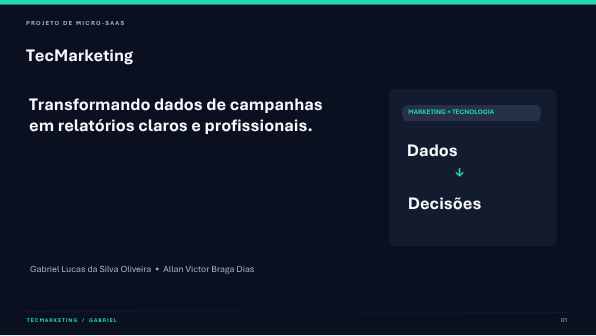 PROJETO DE MICRO-SAAS
TecMarketing
Transformando dados de campanhas
em relatórios claros e profissionais.
MARKETING + TECNOLOGIA
Dados
↓
Decisões
Gabriel Lucas da Silva Oliveira • Allan Victor Braga Dias
TECMARKETING / GABRIEL
01